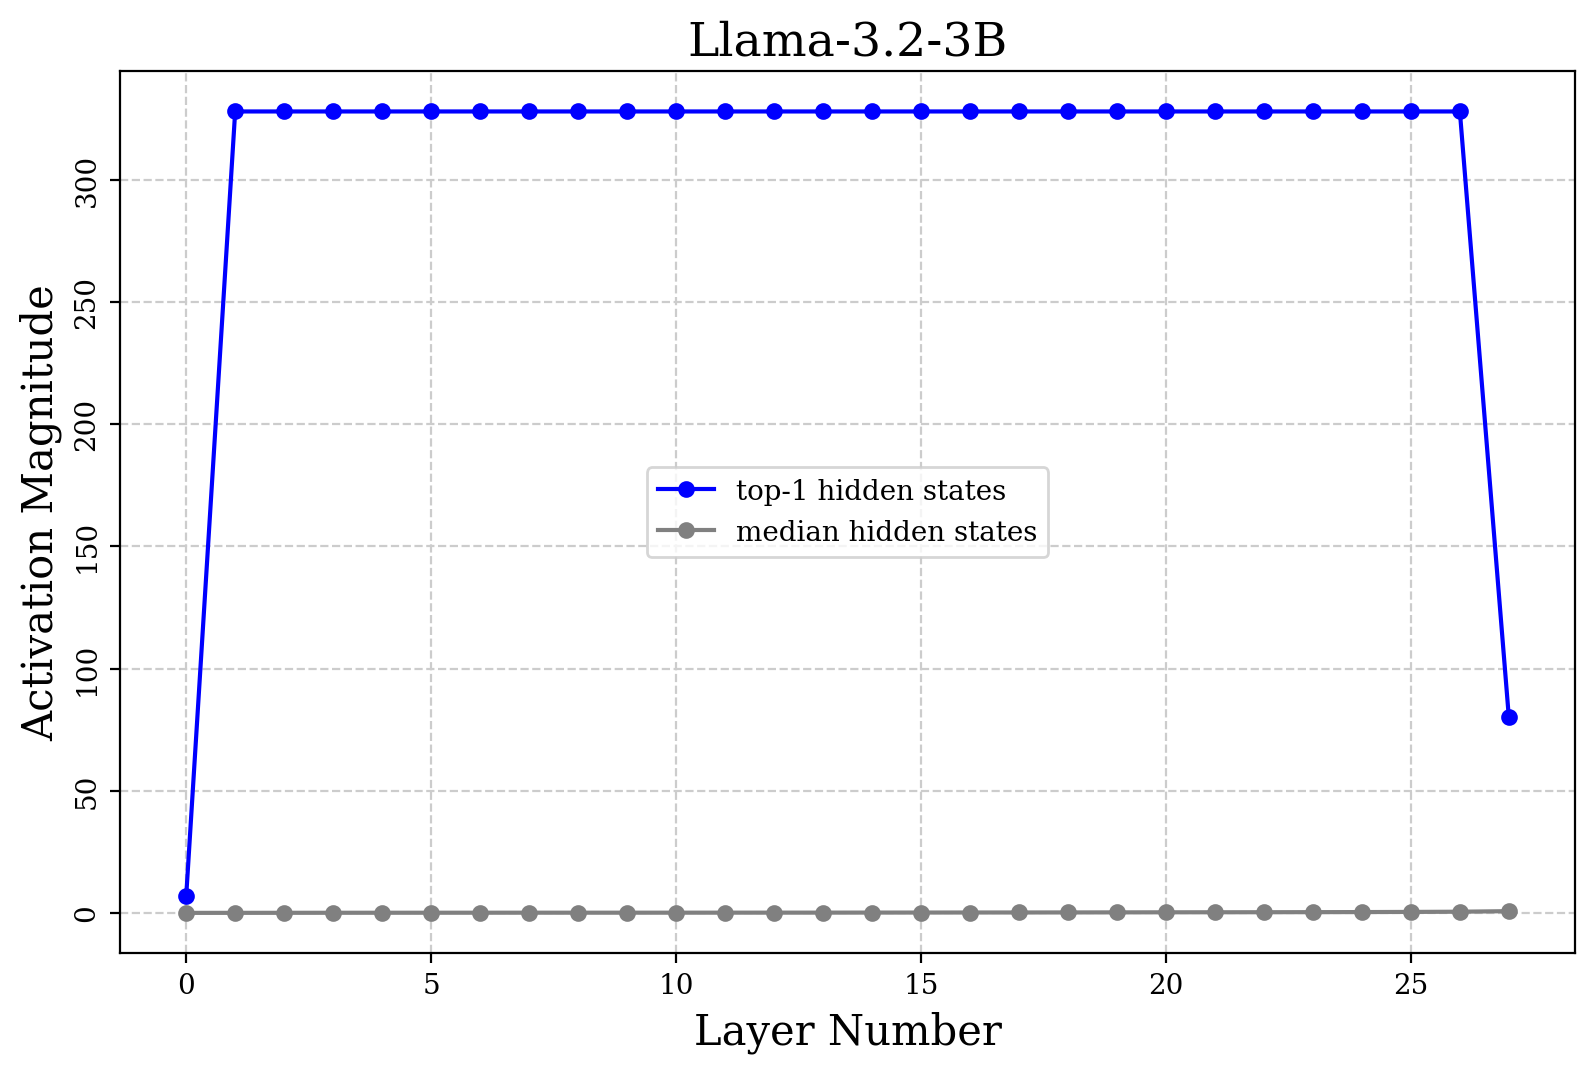 Llama-3.2-3B
Activation Magnitude
300
250
200
150
100
50
0
top-1 hidden states
median hidden states
0 5 10 15 20 25
Layer Number